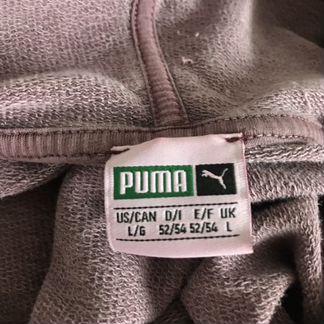 PUMA
US/CAN D/I E/F UK
L/G 52/54 52/54 L